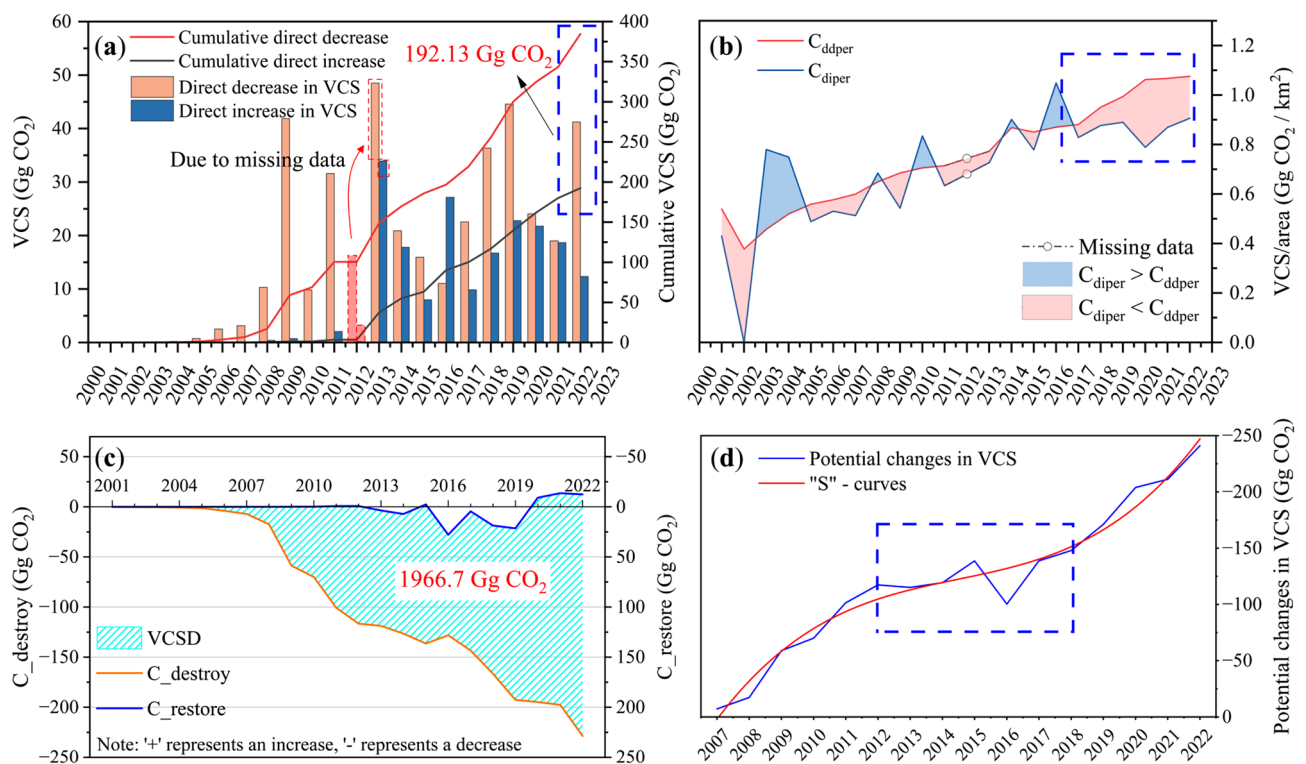 (a)
Cumulative direct decrease
Cumulative direct increase
Direct decrease in VCS
Direct increase in VCS
192.13 Gg CO₂
Due to missing data
VCS (Gg CO₂)
60
50
40
30
20
10
0
Cumulative VCS (Gg CO₂)
400
350
300
250
200
150
100
50
0
2000 2001 2002 2003 2004 2005 2006 2007 2008 2009 2010 2011 2012 2013 2014 2015 2016 2017 2018 2019 2020 2021 2022 2023
(b)
C_ddper
C_diper
Missing data
C_diper > C_ddper
C_diper < C_ddper
VCS/area (Gg CO₂ / km²)
1.2
1.0
0.8
0.6
0.4
0.2
0.0
2000 2001 2002 2003 2004 2005 2006 2007 2008 2009 2010 2011 2012 2013 2014 2015 2016 2017 2018 2019 2020 2021 2022 2023
(c)
C_destroy (Gg CO₂)
50
0
−50
−100
−150
−200
−250
2001 2004 2007 2010 2013 2016 2019 2022
1966.7 Gg CO₂
VCSD
C_destroy
C_restore
Note: '+' represents an increase, '-' represents a decrease
C_restore (Gg CO₂)
−50
0
50
100
150
200
250
(d)
Potential changes in VCS
"S" - curves
Potential changes in VCS (Gg CO₂)
−250
−200
−150
−100
−50
0
2007 2008 2009 2010 2011 2012 2013 2014 2015 2016 2017 2018 2019 2020 2021 2022